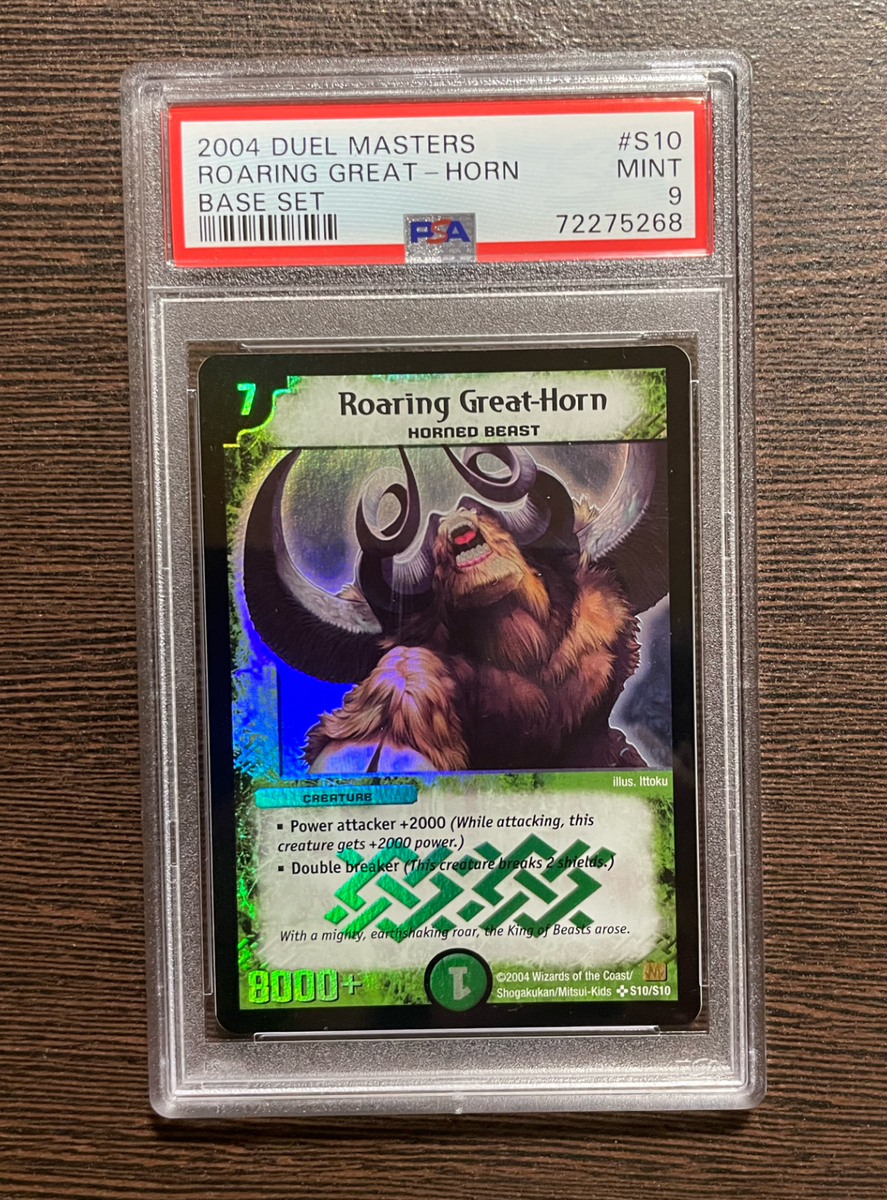 2004 DUEL MASTERS #S10
ROARING GREAT-HORN MINT
BASE SET 9
PSA 72275268
7 Roaring Great-Horn
HORNED BEAST
illus. Ittoku
CREATURE
▪ Power attacker +2000 (While attacking, this
creature gets +2000 power.)
▪ Double breaker (This creature breaks 2 shields.)
With a mighty, earthshaking roar, the King of Beasts arose.
8000+ 1 ©2004 Wizards of the Coast/
Shogakukan/Mitsui-Kids S10/S10